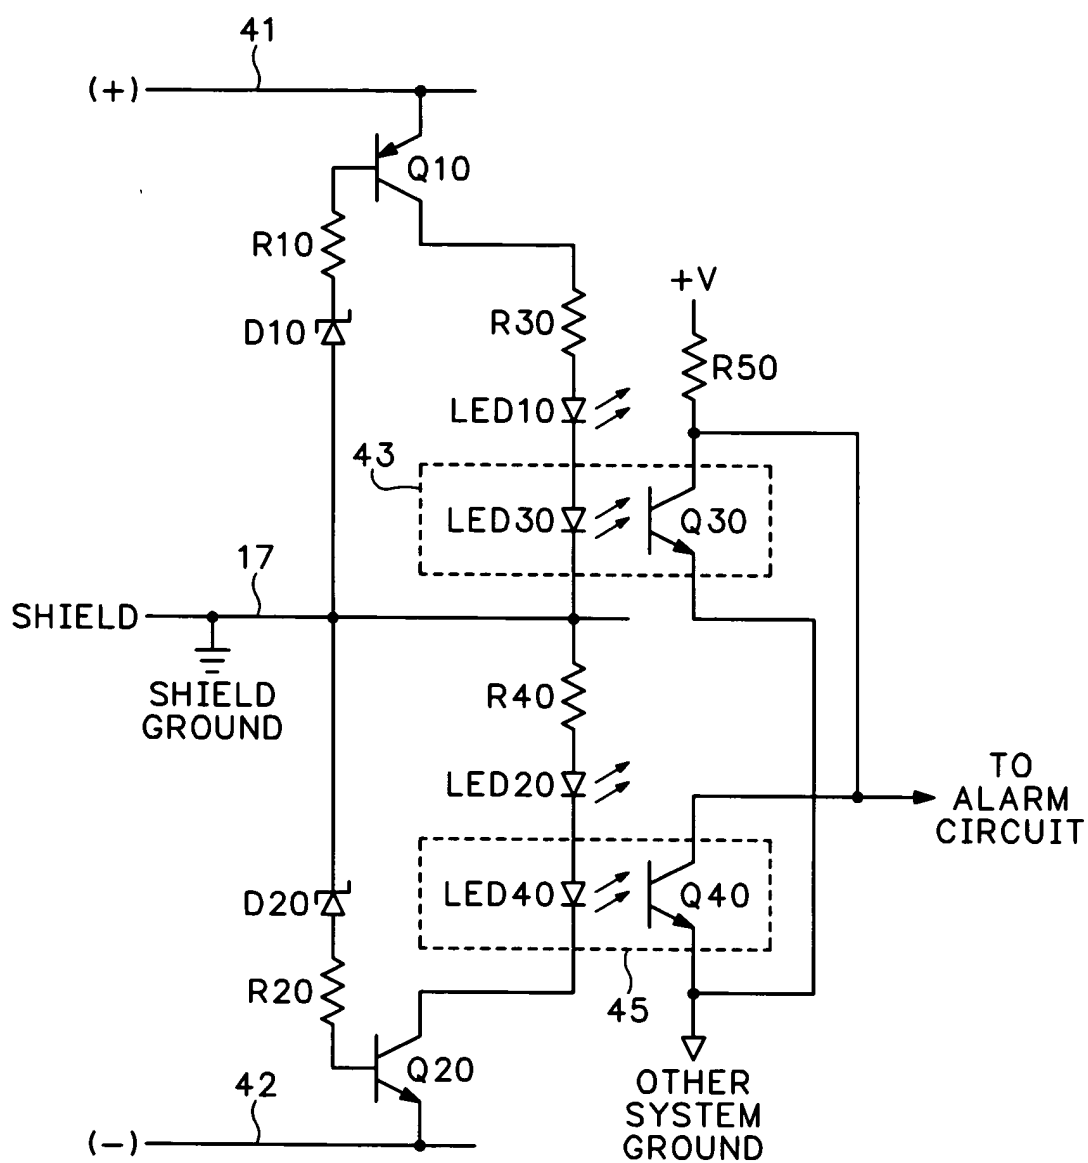 41
(+)
Q10
R10
+V
D10
R30
R50
LED10
43
LED30
Q30
17
SHIELD
SHIELD
GROUND
R40
LED20
TO
ALARM
CIRCUIT
D20
LED40
Q40
R20
45
Q20
42
OTHER
SYSTEM
GROUND
(-)